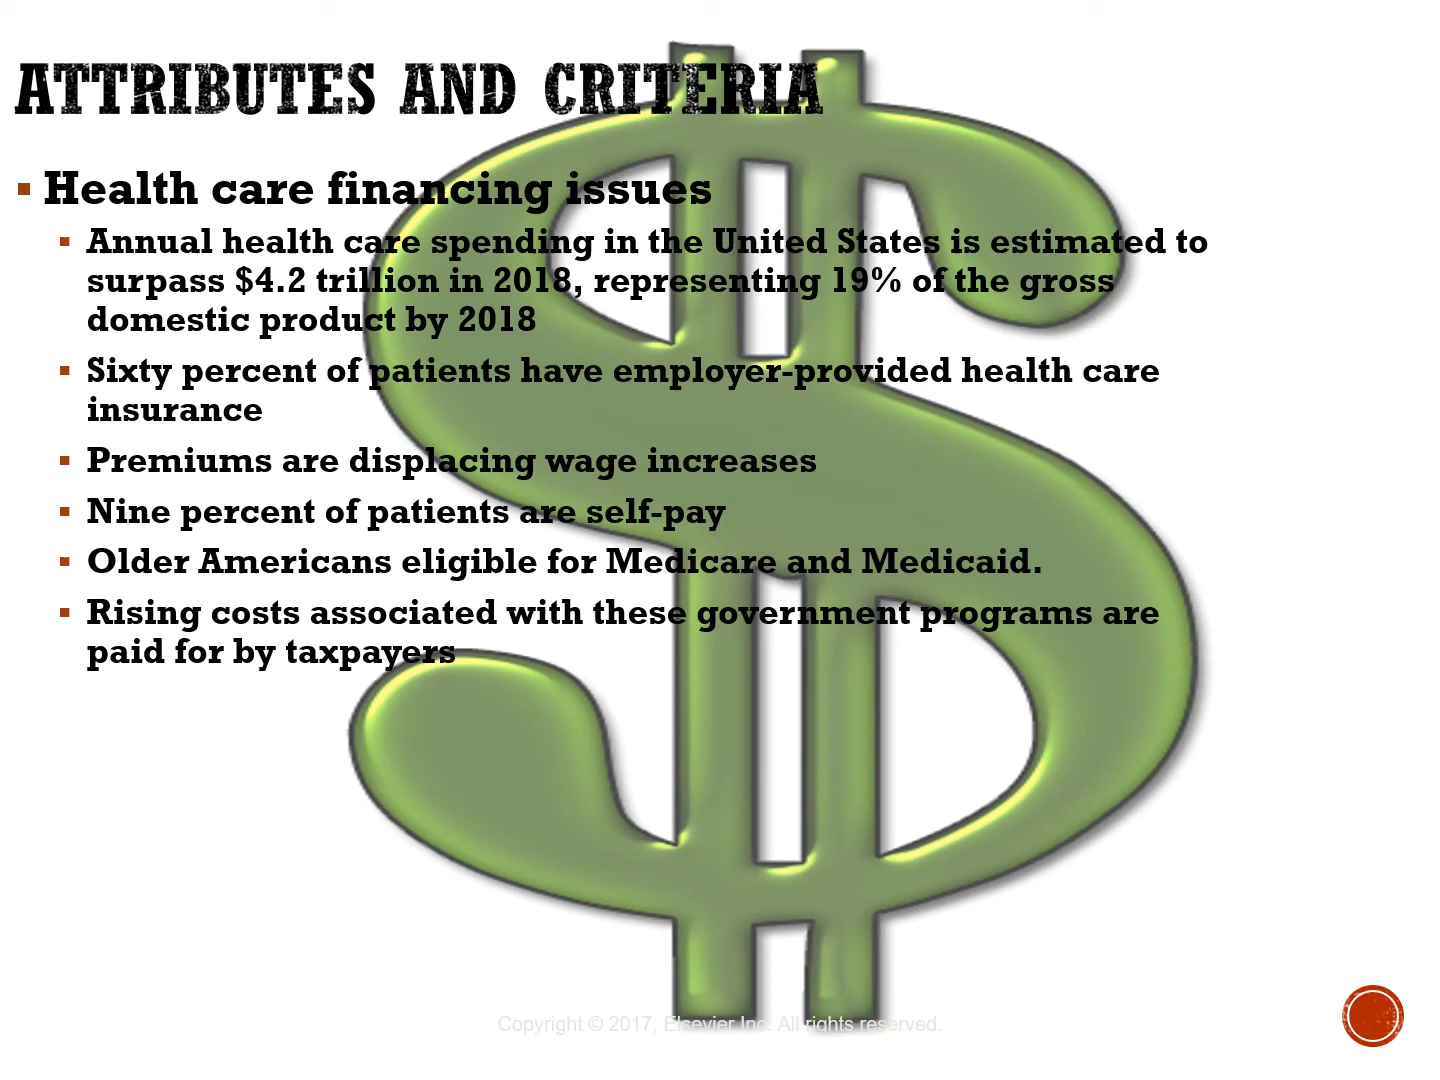 ATTRIBUTES AND CRITERIA
Health care financing issues
Annual health care spending in the United States is estimated to
surpass $4.2 trillion in 2018, representing 19% of the gross
domestic product by 2018
Sixty percent of patients have employer-provided health care
insurance
Premiums are displacing wage increases
Nine percent of patients are self-pay
Older Americans eligible for Medicare and Medicaid.
Rising costs associated with these government programs are
paid for by taxpayers
Copyright © 2017, Elsevier Inc. All rights reserved.